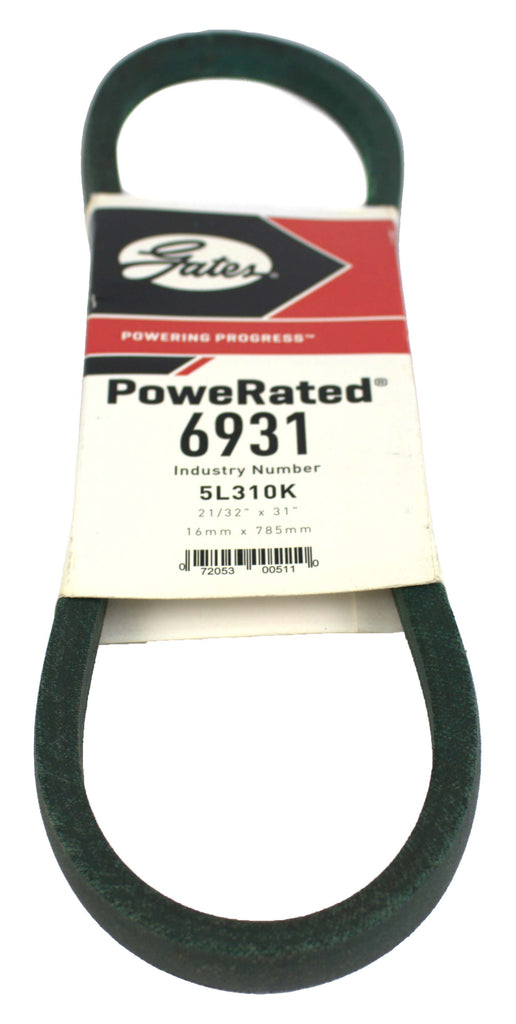 Gates
POWERING PROGRESS™
PoweRated®
6931
Industry Number
5L310K
21/32" x 31"
16mm x 785mm
0 72053 00511 0